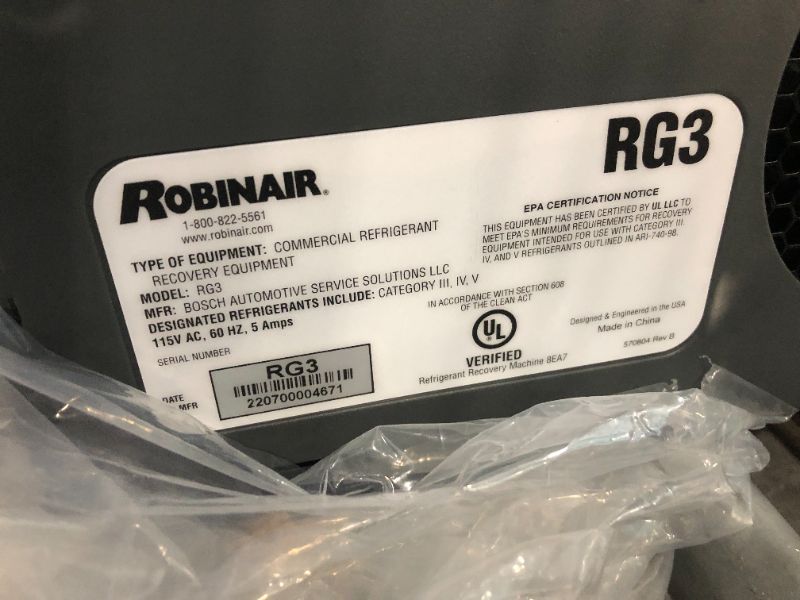 ROBINAIR®
1-800-822-5561
www.robinair.com
TYPE OF EQUIPMENT: COMMERCIAL REFRIGERANT
RECOVERY EQUIPMENT
MODEL: RG3
MFR: BOSCH AUTOMOTIVE SERVICE SOLUTIONS LLC
DESIGNATED REFRIGERANTS INCLUDE: CATEGORY III, IV, V
115V AC, 60 HZ, 5 Amps
SERIAL NUMBER
RG3
220700004671
DATE
MFR
RG3
EPA CERTIFICATION NOTICE
THIS EQUIPMENT HAS BEEN CERTIFIED BY UL LLC TO
MEET EPA'S MINIMUM REQUIREMENTS FOR RECOVERY
EQUIPMENT INTENDED FOR USE WITH CATEGORY III,
IV, AND V REFRIGERANTS OUTLINED IN ARI-740-98.
IN ACCORDANCE WITH SECTION 608
OF THE CLEAN ACT
UL
VERIFIED
Refrigerant Recovery Machine 8EA7
Designed & Engineered in the USA
Made in China
570804 Rev B